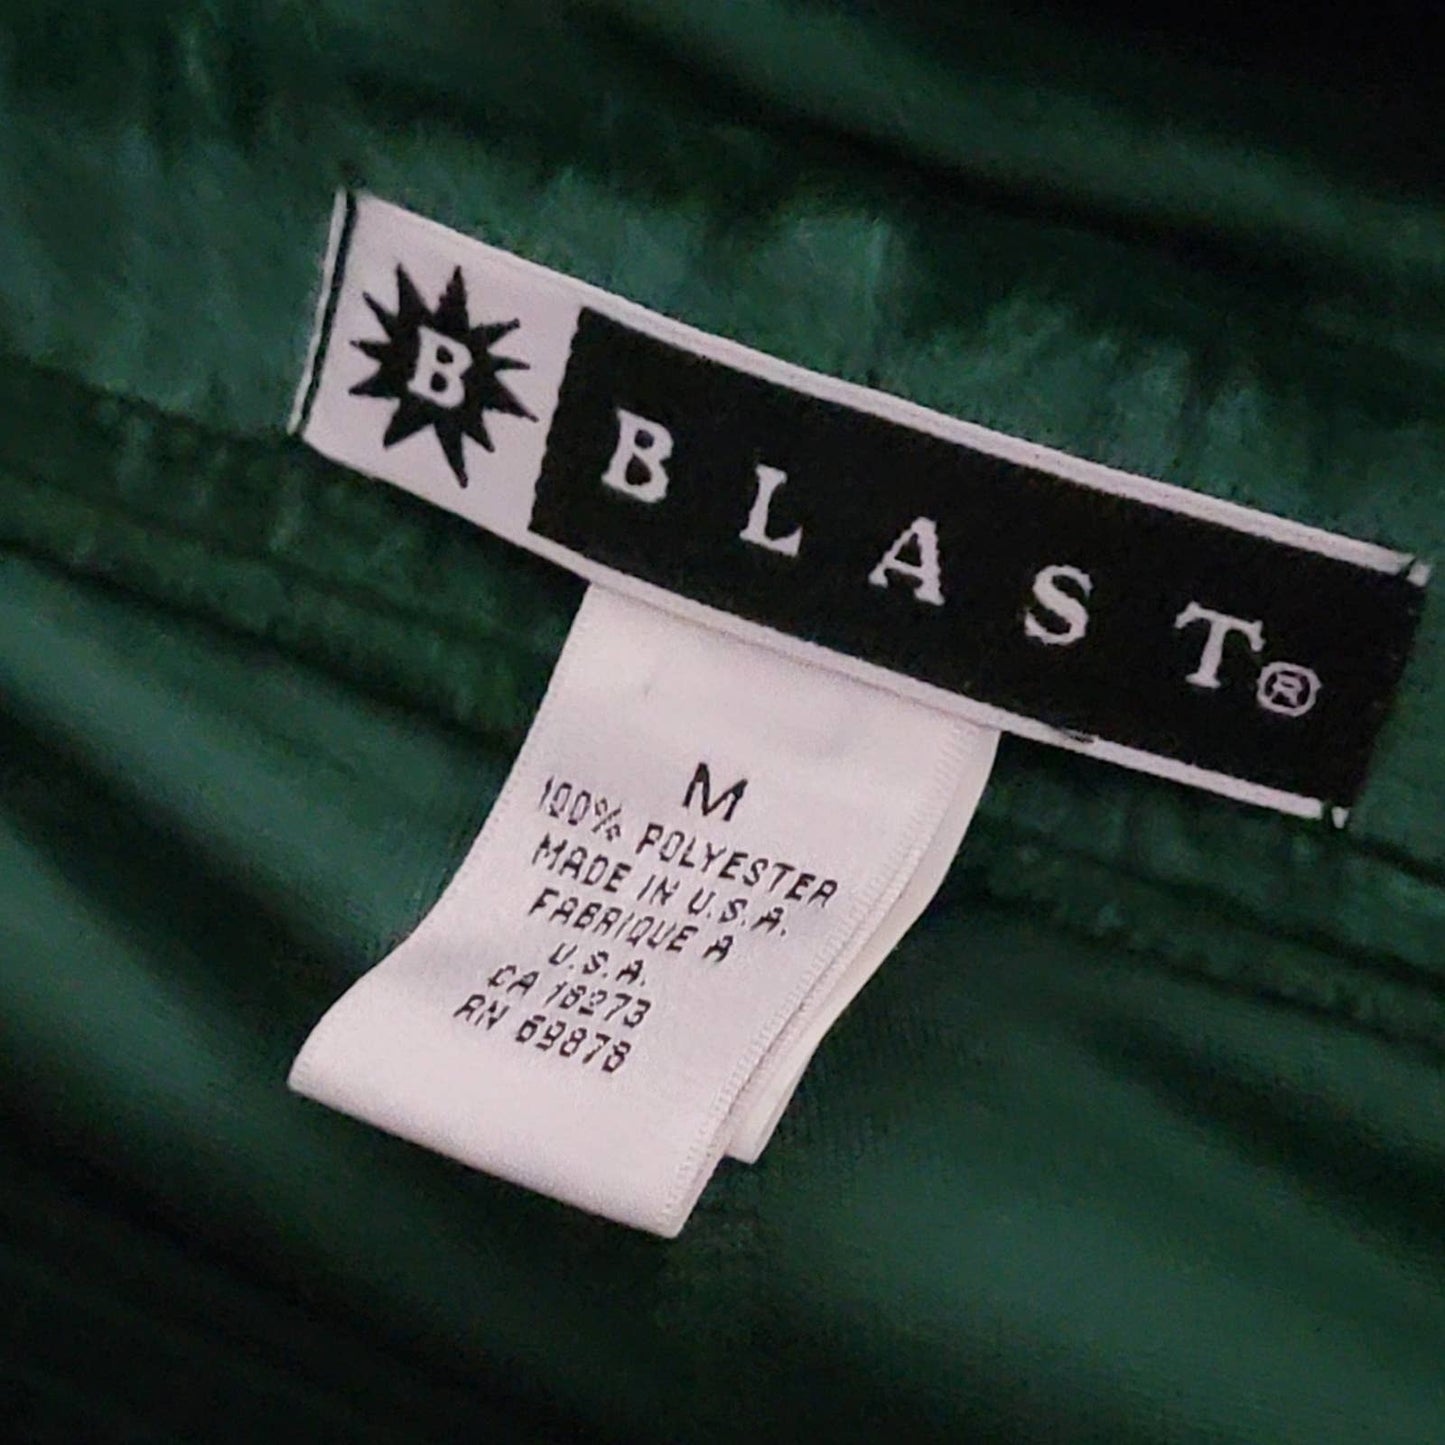 B
BLAST®
M
100% POLYESTER
MADE IN U.S.A.
FABRIQUE A
U.S.A.
CA 18273
RN 69878